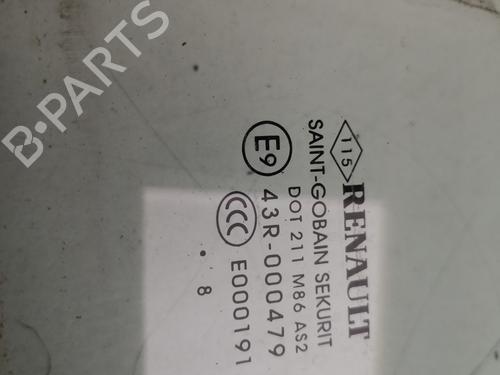 B-PARTS
115 RENAULT
SAINT-GOBAIN SEKURIT
DOT 211 M86 AS2
E9 43R-000479
CCC E000191
. 8